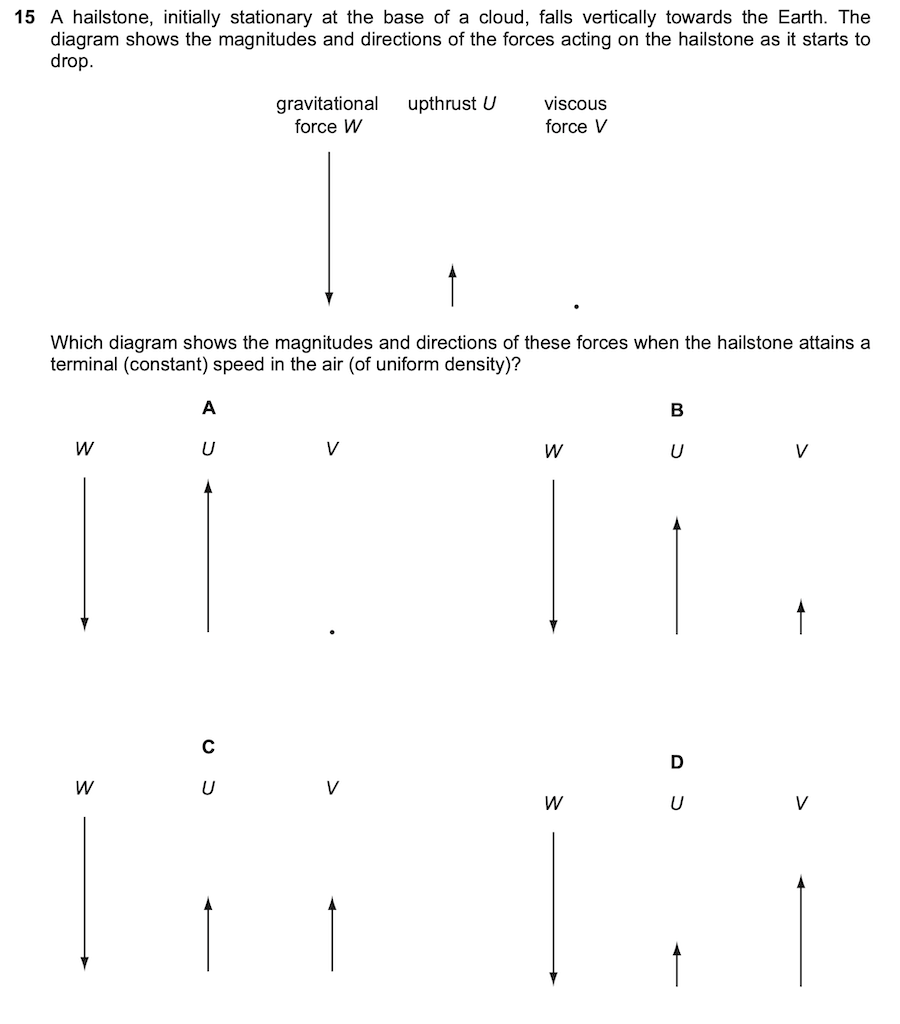 15 A hailstone, initially stationary at the base of a cloud, falls vertically towards the Earth. The
diagram shows the magnitudes and directions of the forces acting on the hailstone as it starts to
drop.
gravitational upthrust U viscous
force W force V
Which diagram shows the magnitudes and directions of these forces when the hailstone attains a
terminal (constant) speed in the air (of uniform density)?
A
W U V
B
W U V
C
W U V
D
W U V